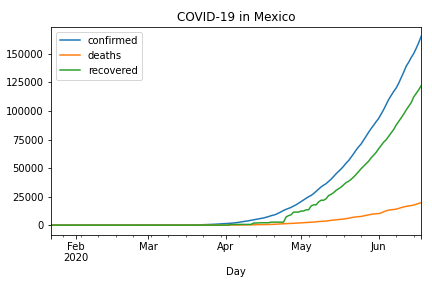 COVID-19 in Mexico
confirmed
deaths
recovered
150000
125000
100000
75000
50000
25000
0
Feb Mar Apr May Jun
2020
Day